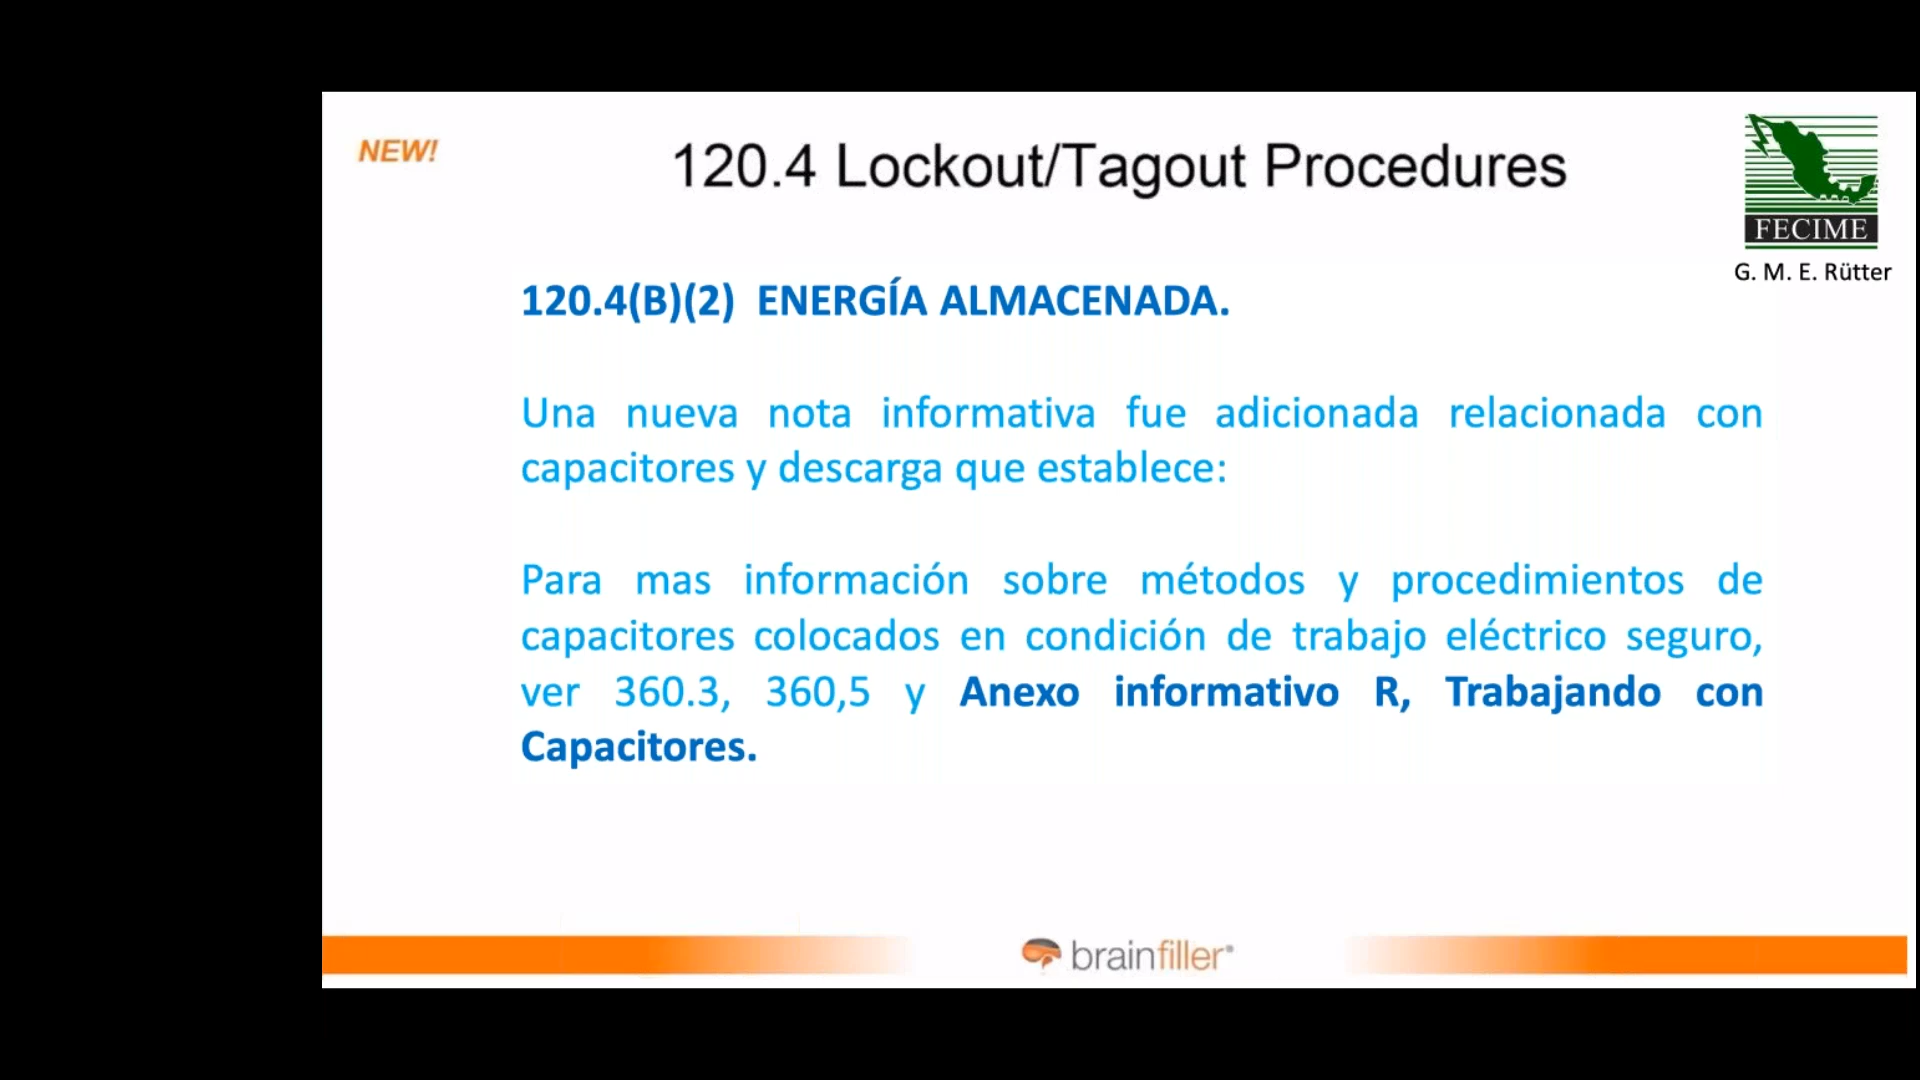 NEW!
120.4 Lockout/Tagout Procedures
FECIME
G. M. E. Rütter
120.4(B)(2) ENERGÍA ALMACENADA.
Una nueva nota informativa fue adicionada relacionada con
capacitores y descarga que establece:
Para mas información sobre métodos y procedimientos de
capacitores colocados en condición de trabajo eléctrico seguro,
ver 360.3, 360,5 y Anexo informativo R, Trabajando con
Capacitores.
brainfiller®